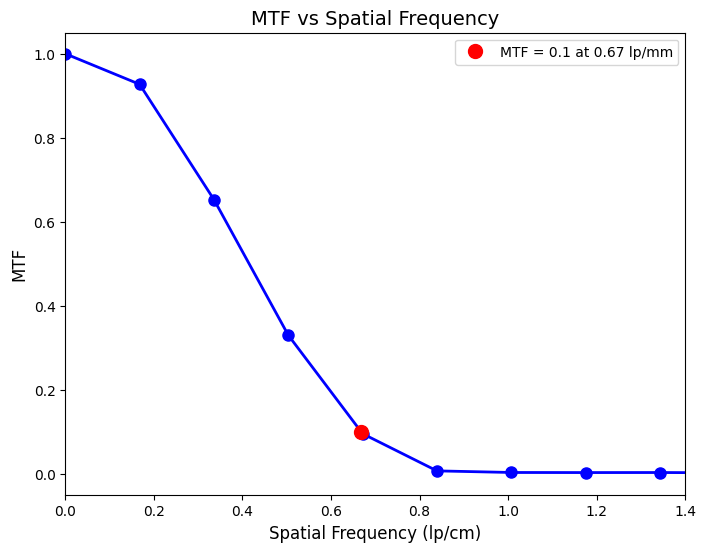 MTF vs Spatial Frequency
MTF = 0.1 at 0.67 lp/mm
MTF
1.0
0.8
0.6
0.4
0.2
0.0
0.0 0.2 0.4 0.6 0.8 1.0 1.2 1.4
Spatial Frequency (lp/cm)